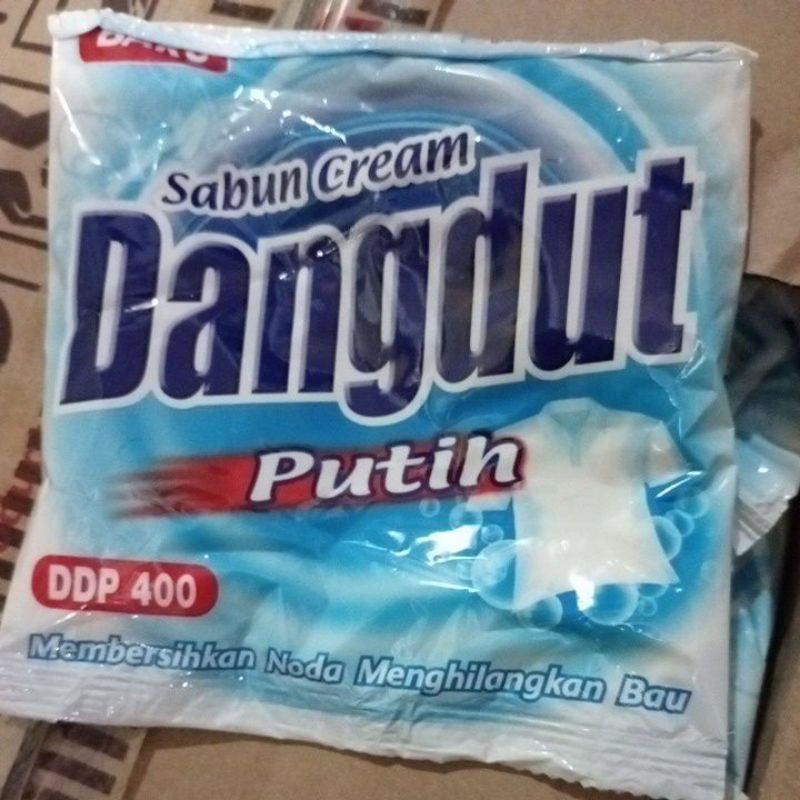 Sabun Cream
Dangdut
Putih
DDP 400
Membersihkan Noda Menghilangkan Bau